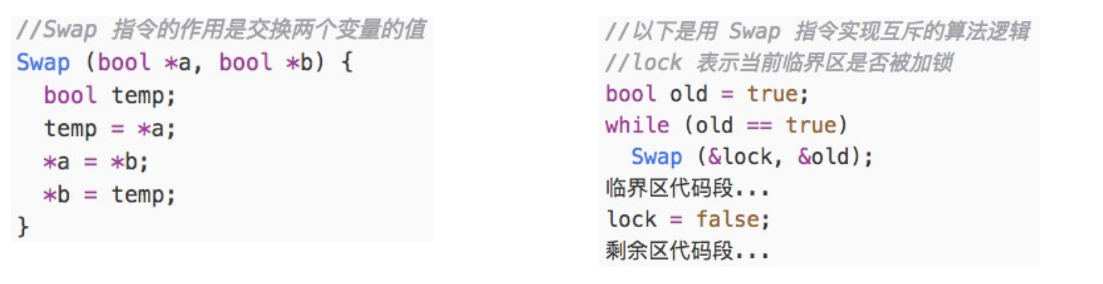 //Swap 指令的作用是交换两个变量的值
Swap (bool *a, bool *b) {
  bool temp;
  temp = *a;
  *a = *b;
  *b = temp;
}
//以下是用 Swap 指令实现互斥的算法逻辑
//lock 表示当前临界区是否被加锁
bool old = true;
while (old == true)
  Swap (&lock, &old);
临界区代码段...
lock = false;
剩余区代码段...